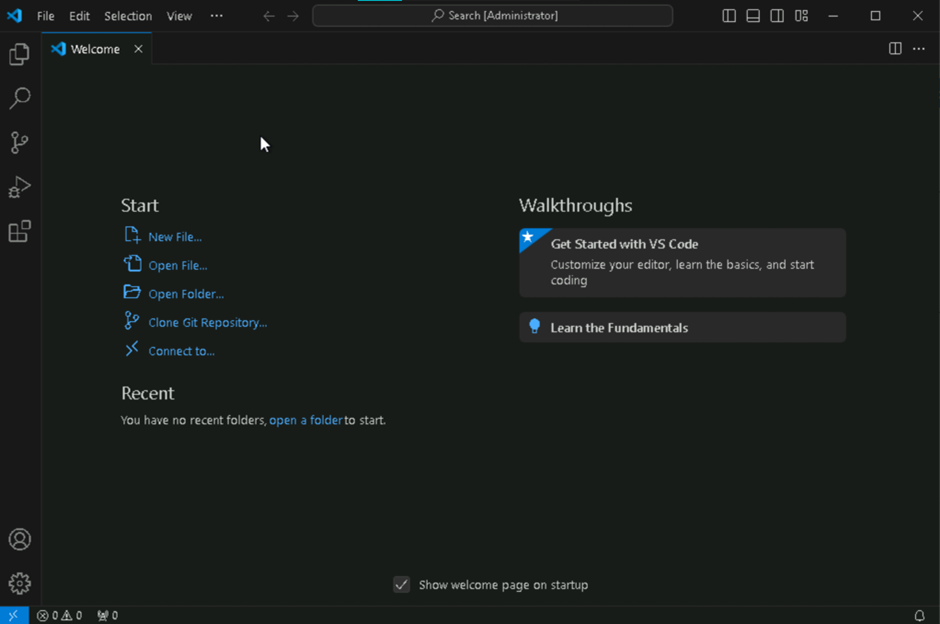 File Edit Selection View ··· Search [Administrator]
Welcome
Start
New File...
Open File...
Open Folder...
Clone Git Repository...
Connect to...
Recent
You have no recent folders, open a folder to start.
Walkthroughs
Get Started with VS Code
Customize your editor, learn the basics, and start
coding
Learn the Fundamentals
Show welcome page on startup
0 0 0